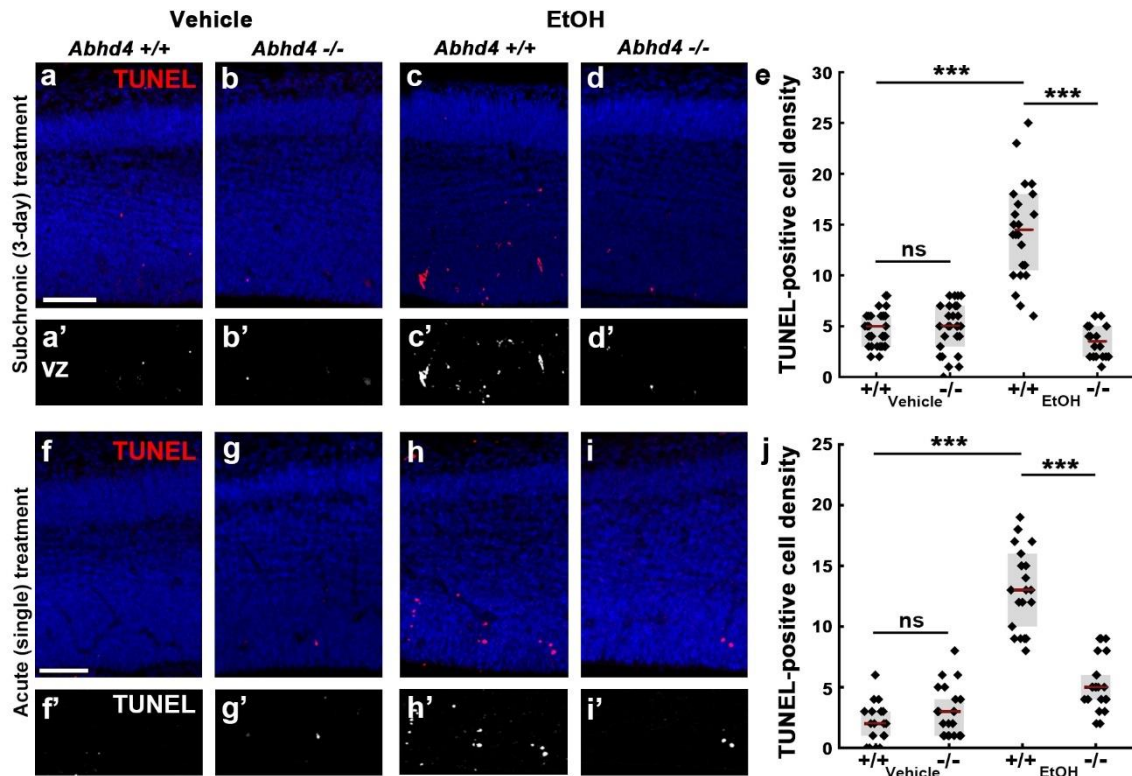 Vehicle EtOH
Abhd4 +/+ Abhd4 -/- Abhd4 +/+ Abhd4 -/-
Subchronic (3-day) treatment
a TUNEL b c d
a’ b’ c’ d’
VZ
e
TUNEL-positive cell density
30
25
20
15
10
5
0
*** ***
ns
+/+ -/- +/+ -/-
Vehicle EtOH
Acute (single) treatment
f TUNEL g h i
f’ TUNEL g’ h’ i’
j
TUNEL-positive cell density
25
20
15
10
5
0
*** ***
ns
+/+ -/- +/+ -/-
Vehicle EtOH